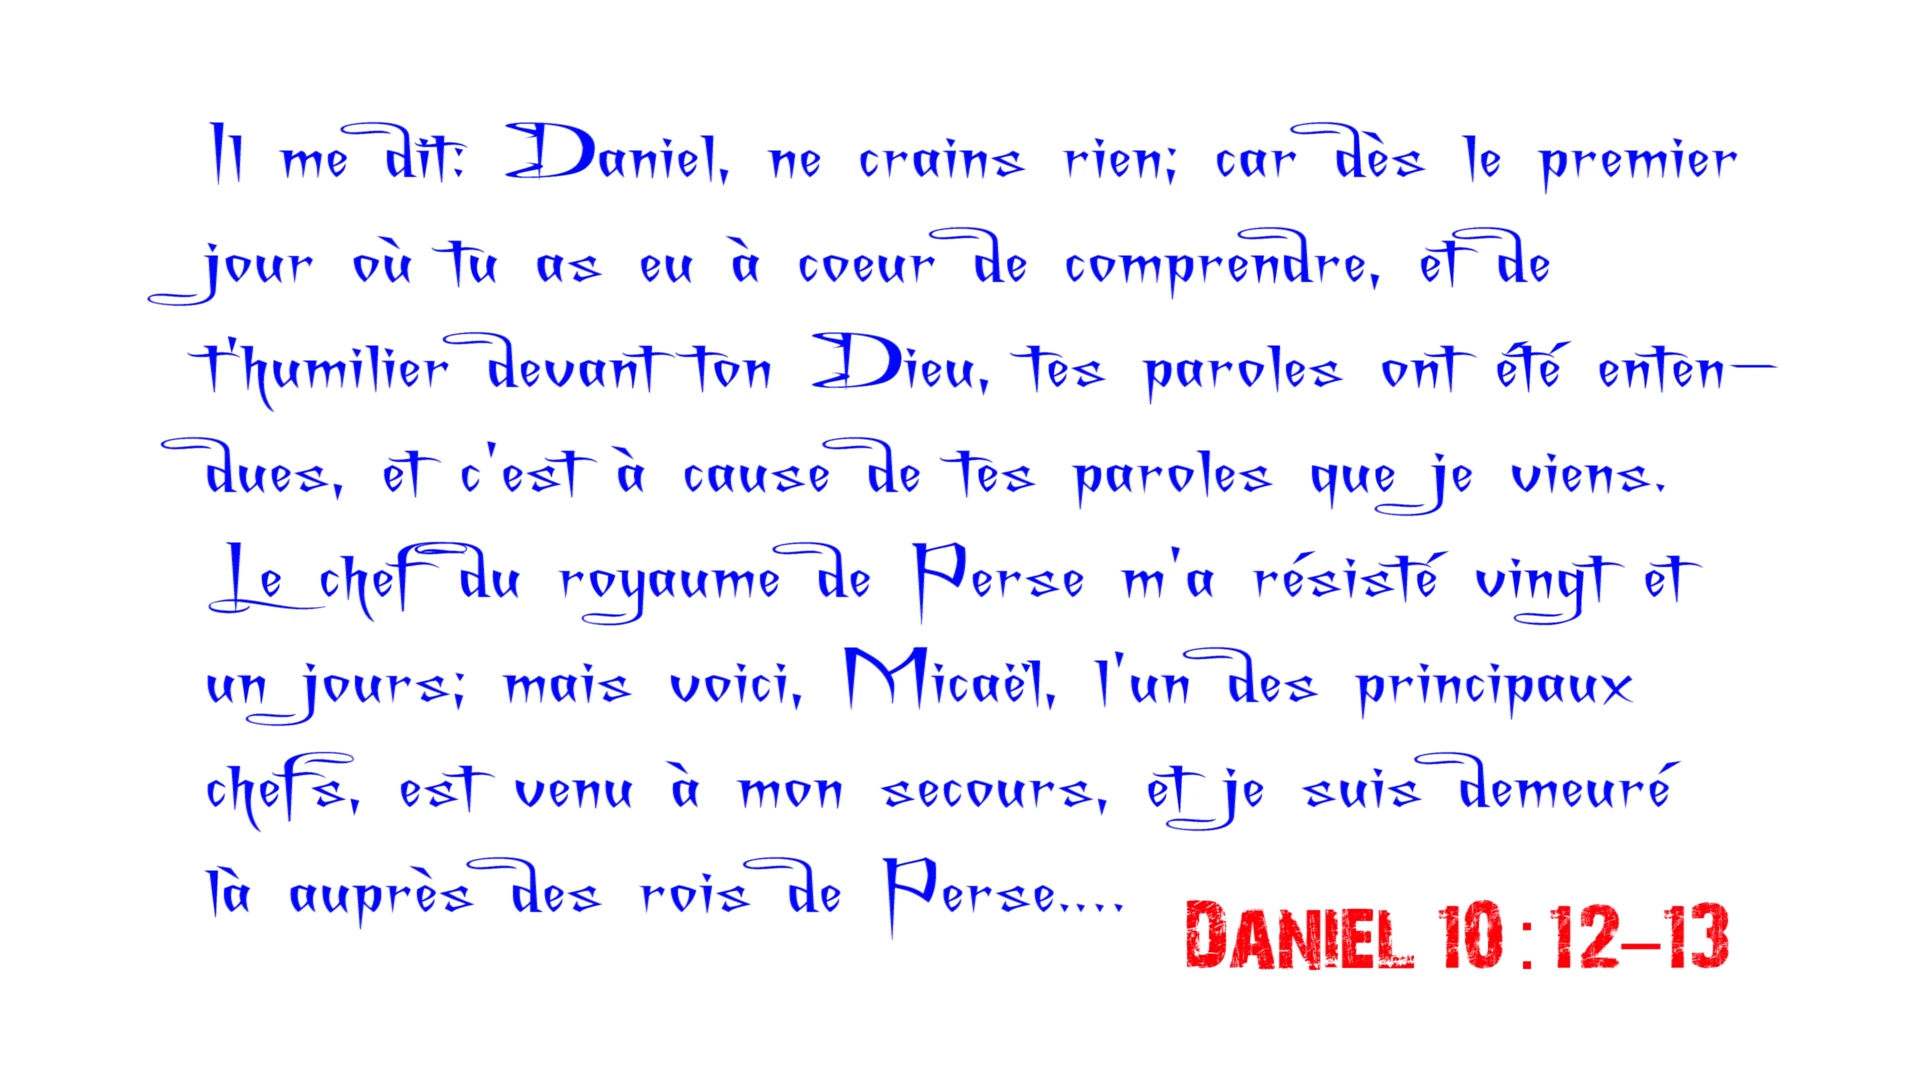 Il me dit: Daniel, ne crains rien; car dès le premier
jour où tu as eu à coeur de comprendre, et de
t'humilier devant ton Dieu, tes paroles ont été enten-
dues, et c'est à cause de tes paroles que je viens.
Le chef du royaume de Perse m'a résisté vingt et
un jours; mais voici, Micaël, l'un des principaux
chefs, est venu à mon secours, et je suis demeuré
là auprès des rois de Perse....
Daniel 10:12-13